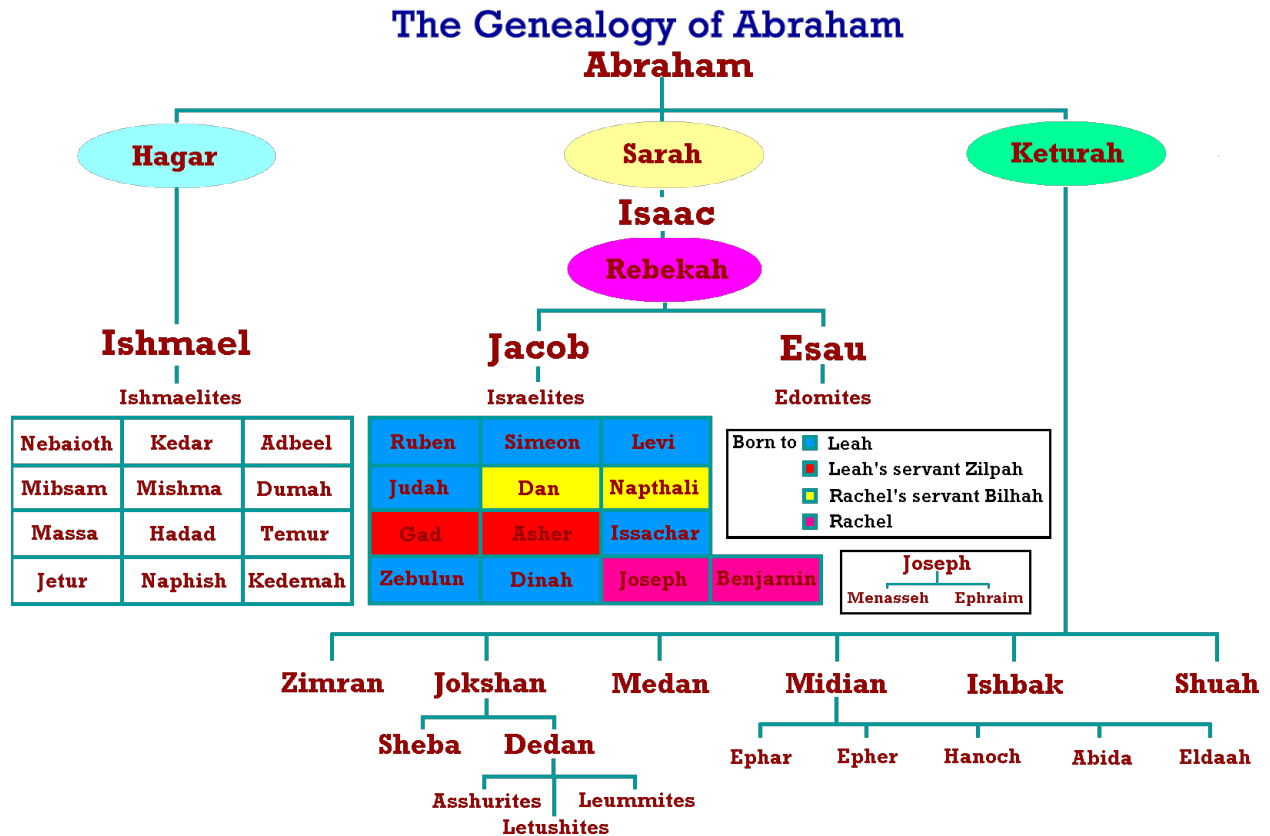 The Genealogy of Abraham
Abraham
Hagar Sarah Keturah
Isaac
Rebekah
Ishmael Jacob Esau
Ishmaelites Israelites Edomites
Nebaioth Kedar Adbeel
Mibsam Mishma Dumah
Massa Hadad Temur
Jetur Naphish Kedemah
Ruben Simeon Levi
Judah Dan Napthali
Gad Asher Issachar
Zebulun Dinah Joseph Benjamin
Born to Leah
Leah's servant Zilpah
Rachel's servant Bilhah
Rachel
Joseph
Menasseh Ephraim
Zimran Jokshan Medan Midian Ishbak Shuah
Sheba Dedan
Ephar Epher Hanoch Abida Eldaah
Asshurites Leummites
Letushites